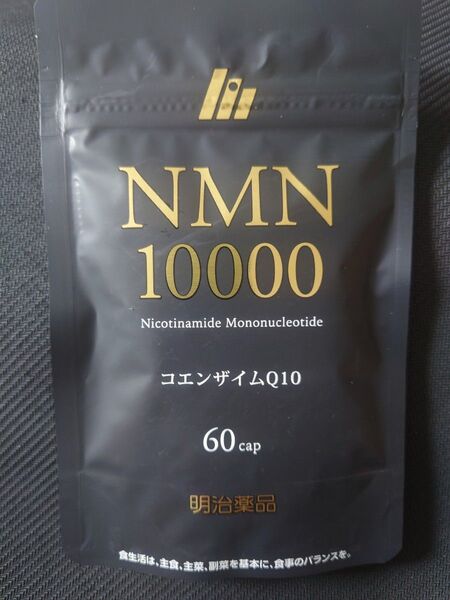 NMN
10000
Nicotinamide Mononucleotide
コエンザイムQ10
60 cap
明治薬品
食生活は、主食、主菜、副菜を基本に、食事のバランスを。